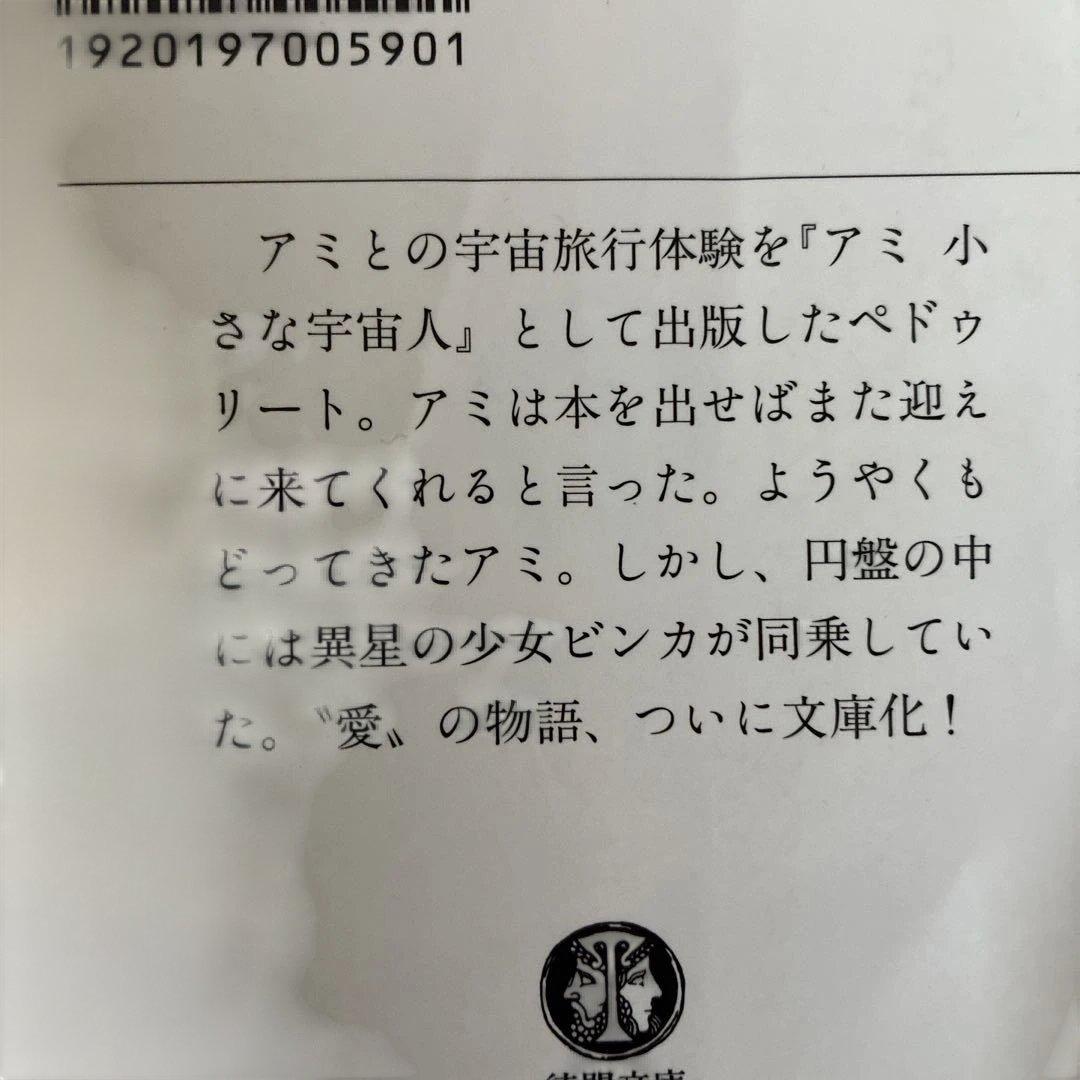 1920197005901
アミとの宇宙旅行体験を『アミ 小
さな宇宙人』として出版したペドゥ
リート。アミは本を出せばまた迎え
に来てくれると言った。ようやくも
どってきたアミ。しかし、円盤の中
には異星の少女ビンカが同乗してい
た。〝愛〟の物語、ついに文庫化！
徳間文庫